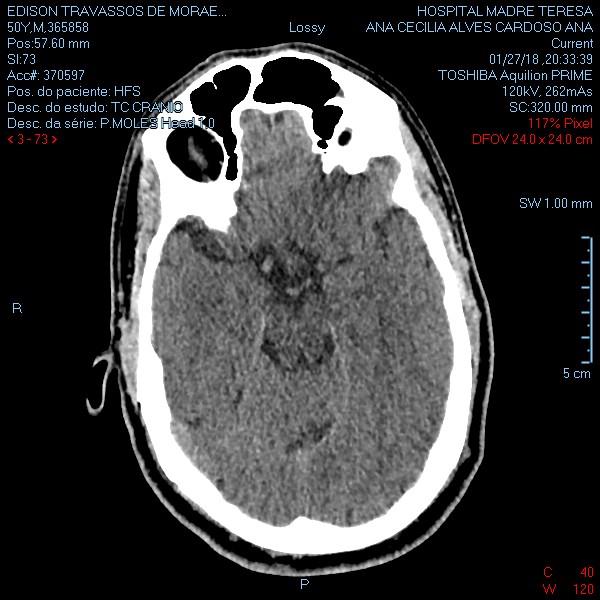 EDISON TRAVASSOS DE MORAE...
50Y,M,365858
Pos:57.60 mm
Sl:73
Acc#: 370597
Pos. do paciente: HFS
Desc. do estudo: TC CRANIO
Desc. da série: P.MOLES Head 1.0
< 3 - 73 >
Lossy
HOSPITAL MADRE TERESA
ANA CECILIA ALVES CARDOSO ANA
Current
01/27/18 ,20:33:39
TOSHIBA Aquilion PRIME
120kV, 262mAs
SC:320.00 mm
117% Pixel
DFOV 24.0 x 24.0 cm
SW 1.00 mm
R
5 cm
P
C 40
W 120